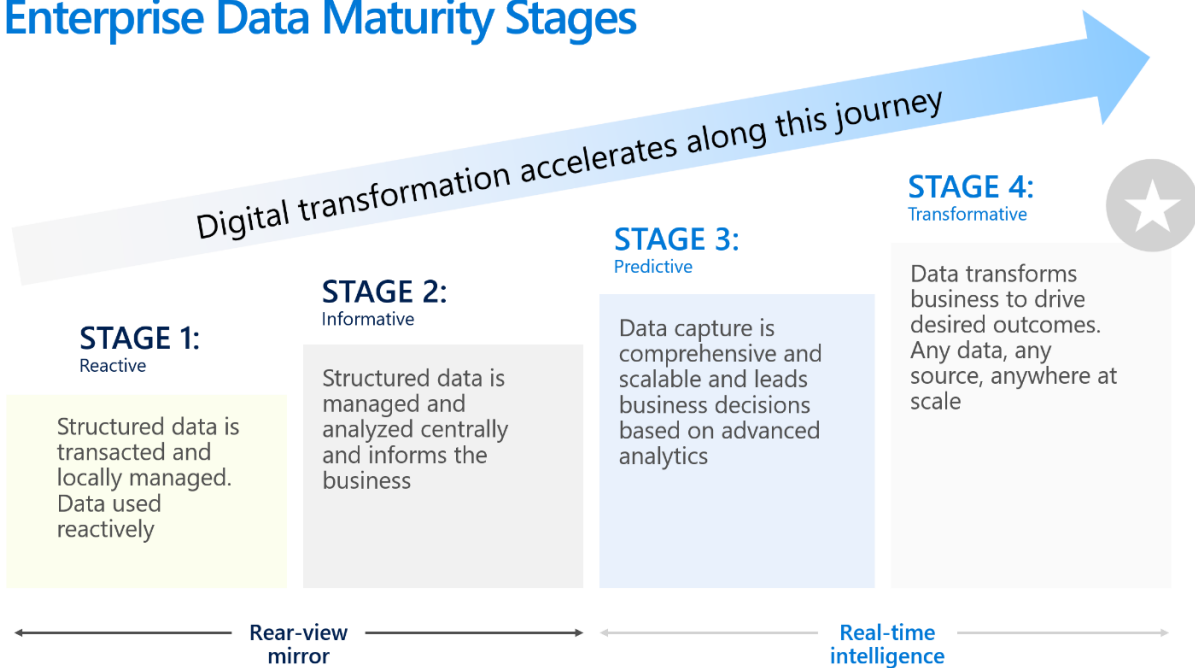 Enterprise Data Maturity Stages
Digital transformation accelerates along this journey
STAGE 1:
Reactive
Structured data is
transacted and
locally managed.
Data used
reactively
STAGE 2:
Informative
Structured data is
managed and
analyzed centrally
and informs the
business
STAGE 3:
Predictive
Data capture is
comprehensive and
scalable and leads
business decisions
based on advanced
analytics
STAGE 4:
Transformative
Data transforms
business to drive
desired outcomes.
Any data, any
source, anywhere at
scale
Rear-view
mirror
Real-time
intelligence